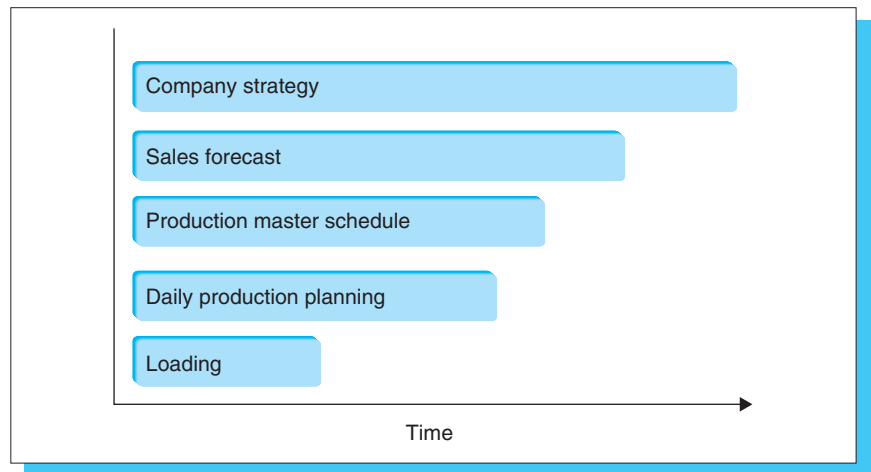 Company strategy
Sales forecast
Production master schedule
Daily production planning
Loading
Time